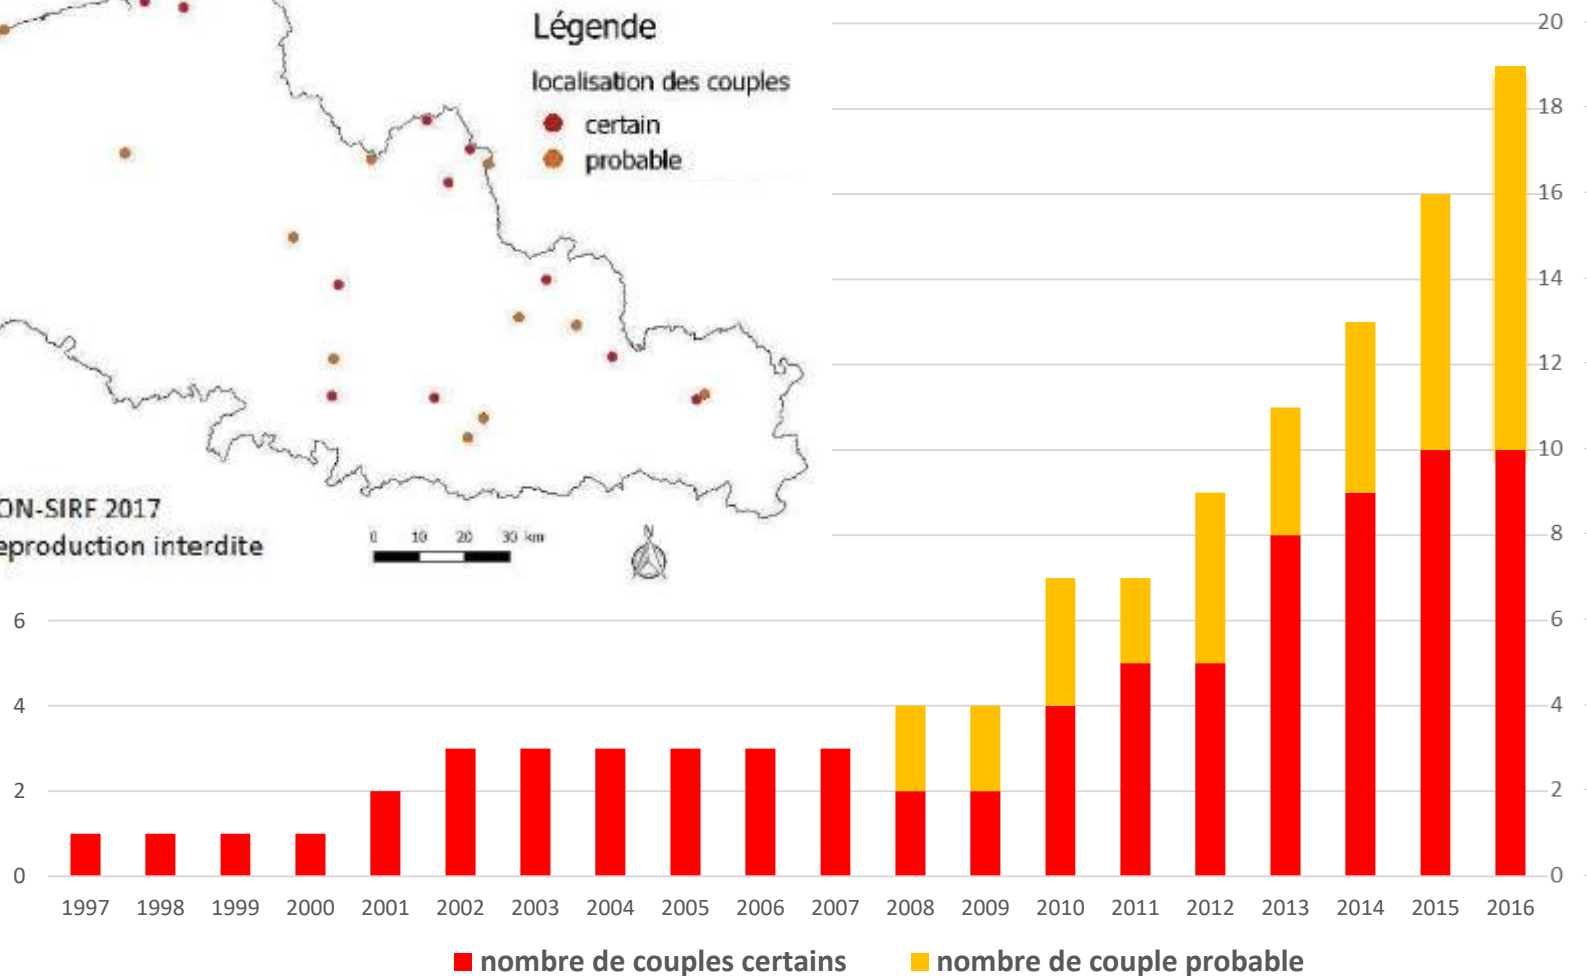 Légende
localisation des couples
certain
probable
ON-SIRF 2017
eproduction interdite
0 10 20 30 km
N
20
18
16
14
12
10
8
6 6
4 4
2 2
0 0
1997 1998 1999 2000 2001 2002 2003 2004 2005 2006 2007 2008 2009 2010 2011 2012 2013 2014 2015 2016
nombre de couples certains nombre de couple probable